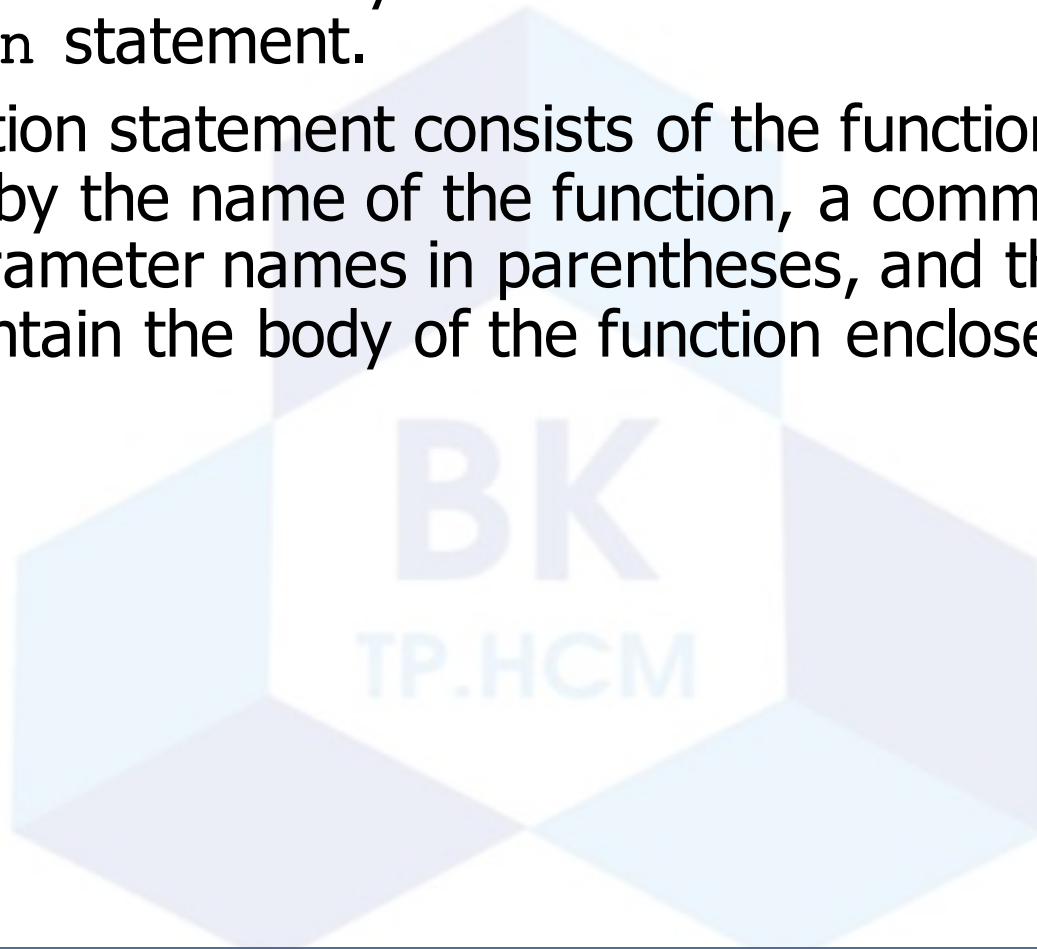 n statement.
tion statement consists of the function
by the name of the function, a comm
rameter names in parentheses, and th
ntain the body of the function enclose
BK
TP.HCM